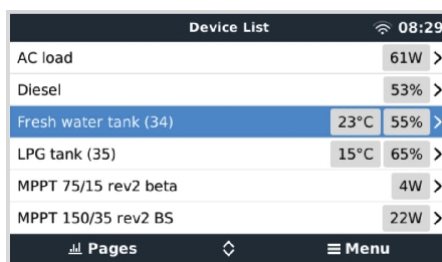 Device List 08:29
AC load 61W
Diesel 53%
Fresh water tank (34) 23°C 55%
LPG tank (35) 15°C 65%
MPPT 75/15 rev2 beta 4W
MPPT 150/35 rev2 BS 22W
Pages Menu